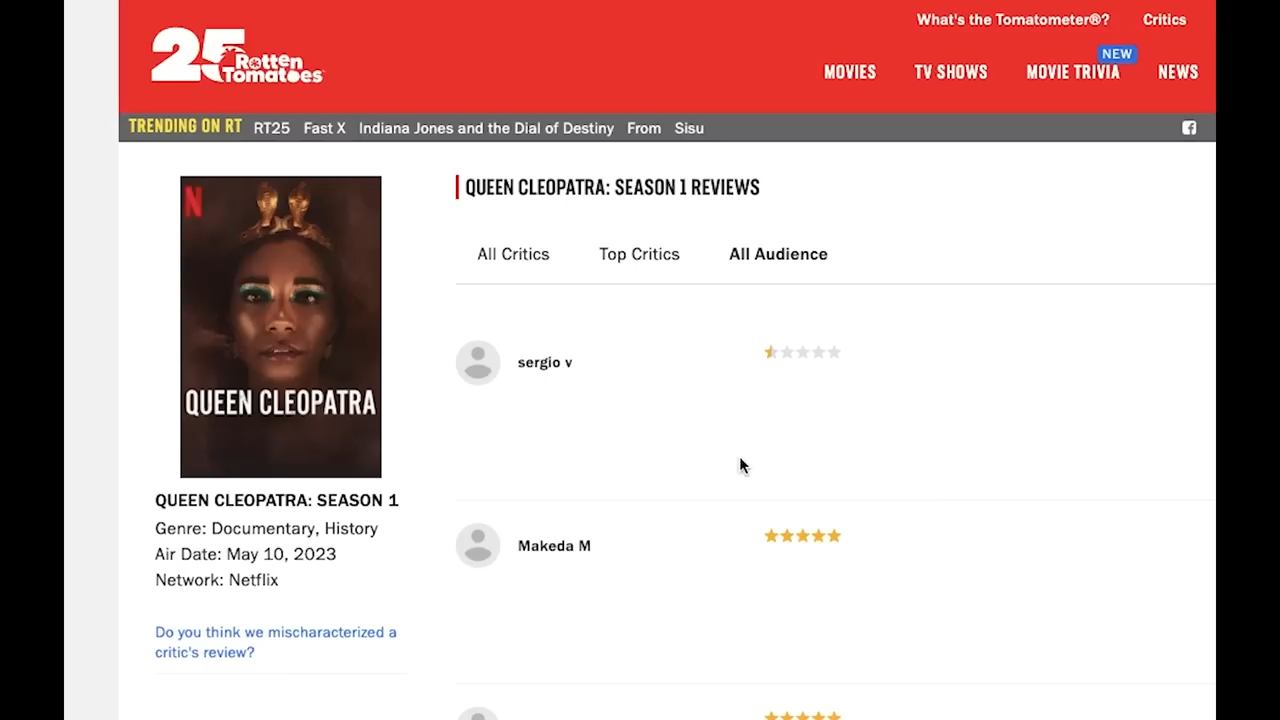 What's the Tomatometer®?
Critics
25 Rotten Tomatoes
MOVIES
TV SHOWS
MOVIE TRIVIA
NEW
NEWS
TRENDING ON RT
RT25
Fast X
Indiana Jones and the Dial of Destiny
From
Sisu
N
QUEEN CLEOPATRA
QUEEN CLEOPATRA: SEASON 1
Genre: Documentary, History
Air Date: May 10, 2023
Network: Netflix
Do you think we mischaracterized a
critic's review?
QUEEN CLEOPATRA: SEASON 1 REVIEWS
All Critics
Top Critics
All Audience
sergio v
Makeda M